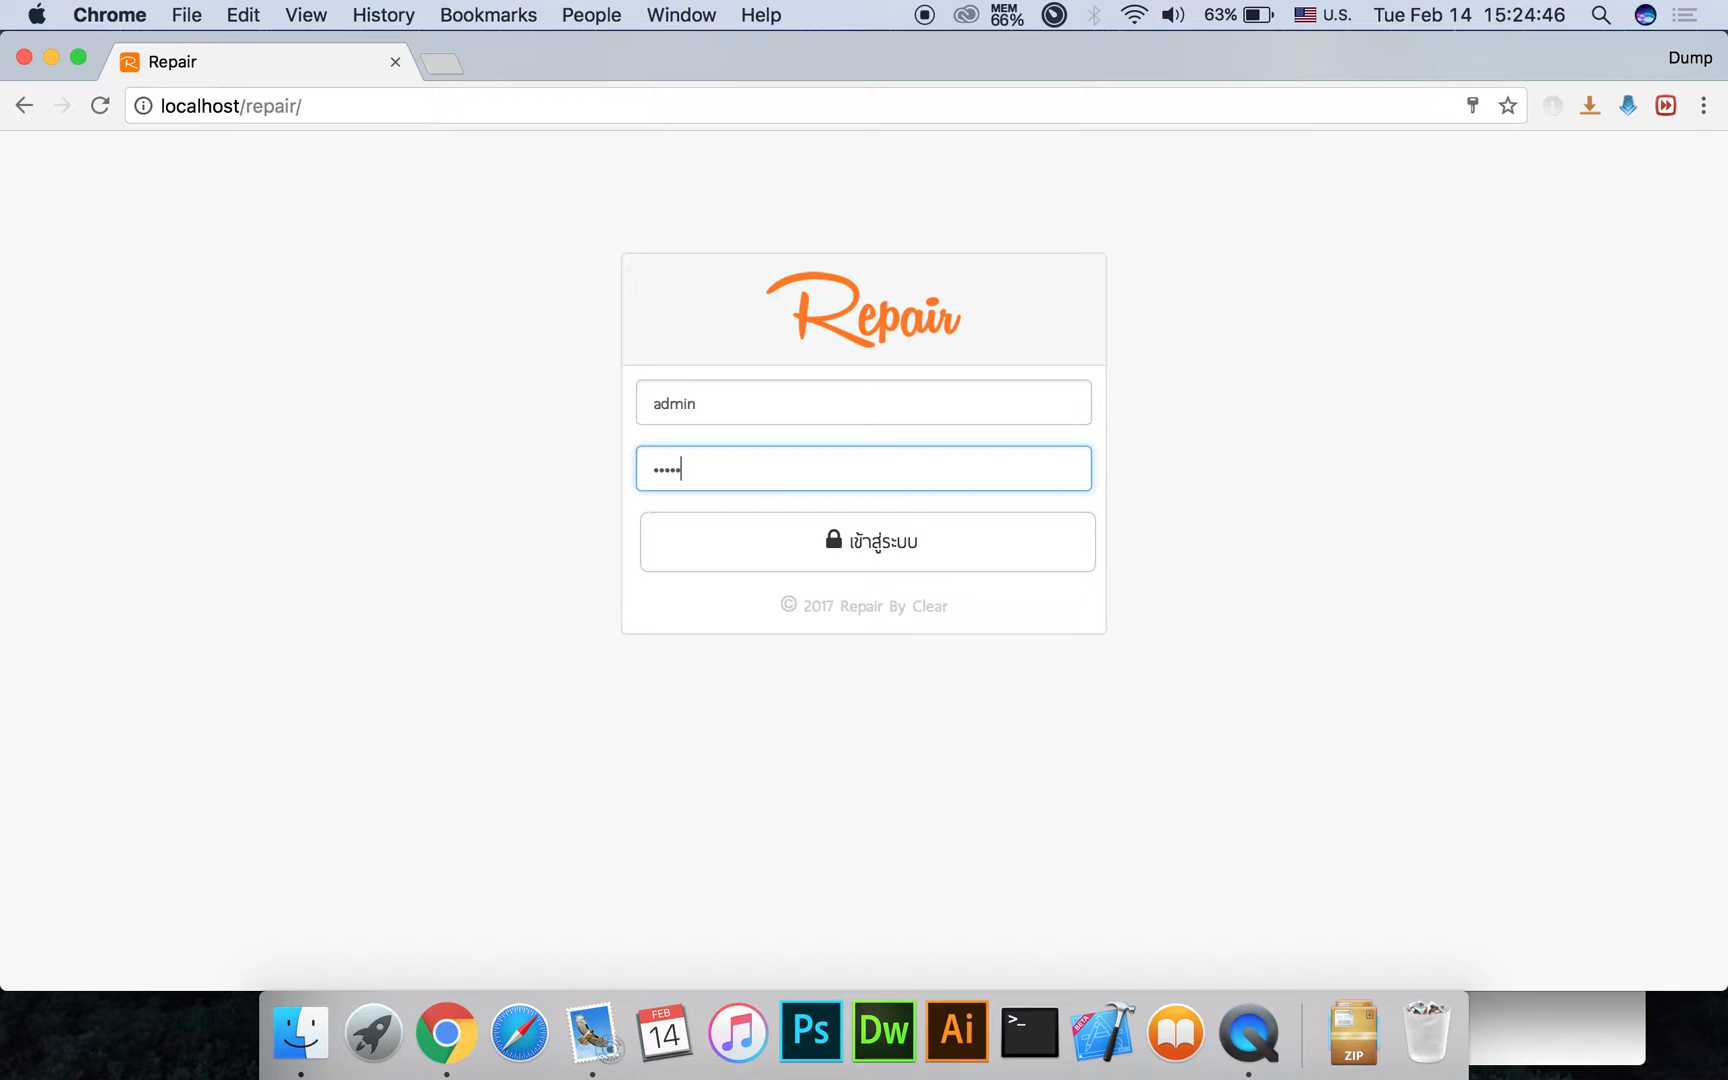 Chrome File Edit View History Bookmarks People Window Help MEM 66% 63% U.S. Tue Feb 14 15:24:46
Repair Dump
localhost/repair/
Repair
admin
•••••
เข้าสู่ระบบ
© 2017 Repair By Clear
FEB
14
Ps
Dw
Ai
>_
BETA
ZIP